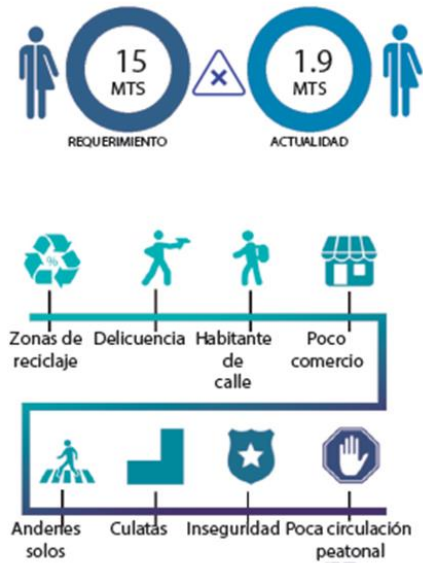 15
MTS
REQUERIMIENTO
1.9
MTS
ACTUALIDAD
%
Zonas de
reciclaje
Delicuencia
Habitante
de
calle
Poco
comercio
Andenes
solos
Culatas
Inseguridad
Poca circulación
peatonal